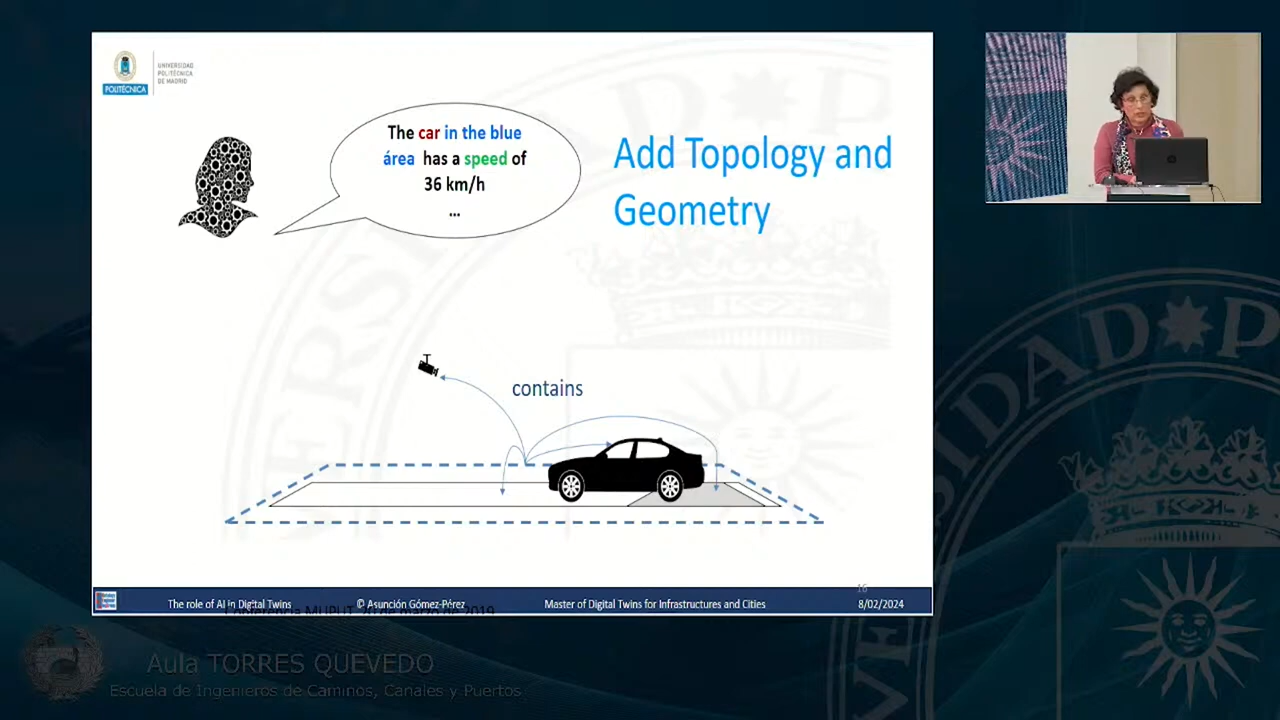 UNIVERSIDAD
POLITÉCNICA
DE MADRID
POLITÉCNICA
The car in the blue
área has a speed of
36 km/h
...
Add Topology and
Geometry
contains
16
The role of AI in Digital Twins
© Asunción Gómez-Pérez
Master of Digital Twins for Infrastructures and Cities
8/02/2024
Aula TORRES QUEVEDO
Escuela de Ingenieros de Caminos, Canales y Puertos